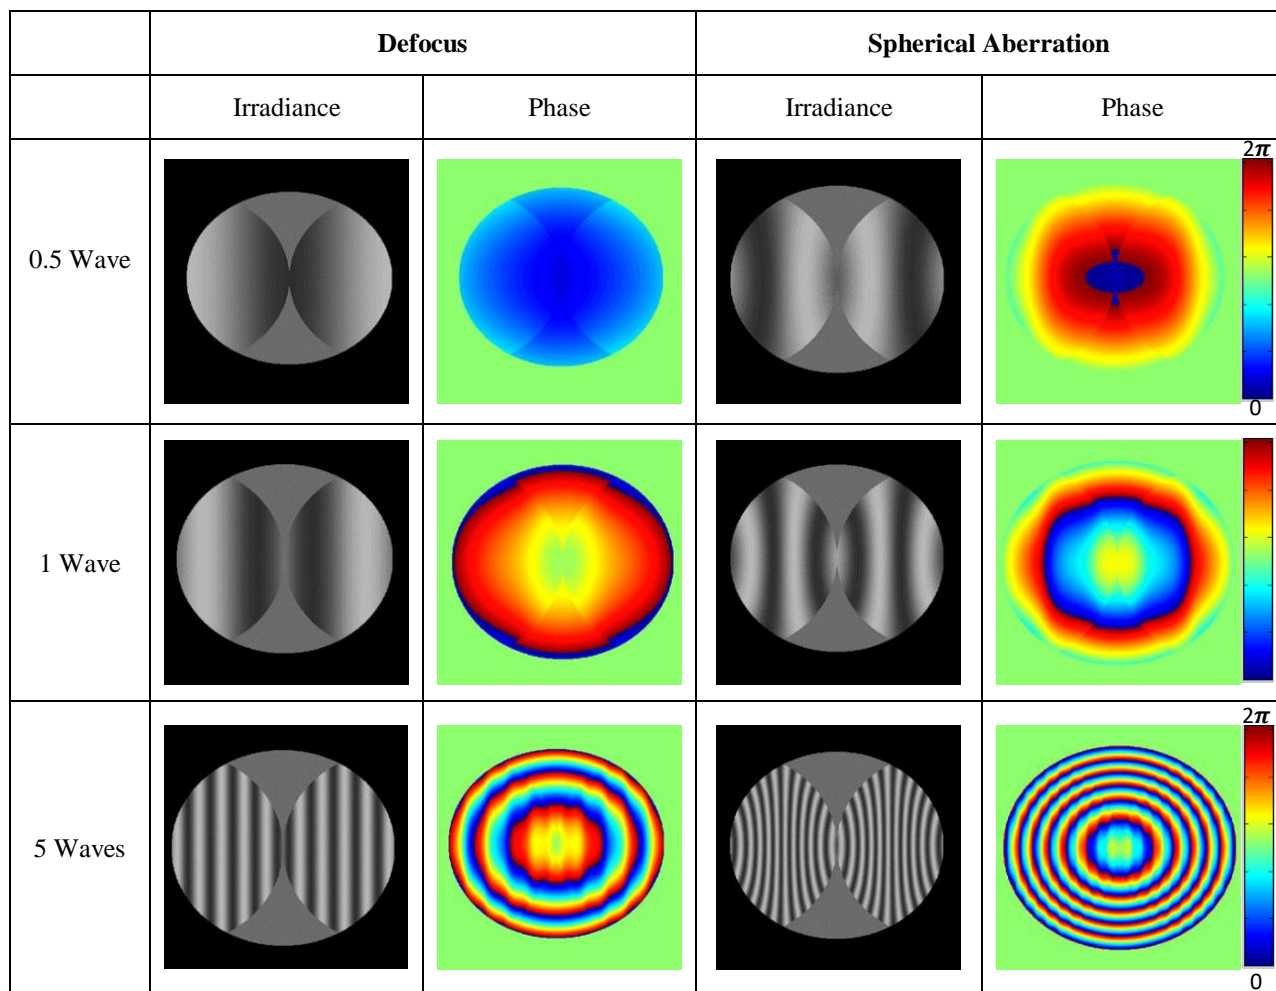 Defocus
Spherical Aberration
Irradiance
Phase
Irradiance
Phase
2π
0.5 Wave
0
1 Wave
2π
5 Waves
0